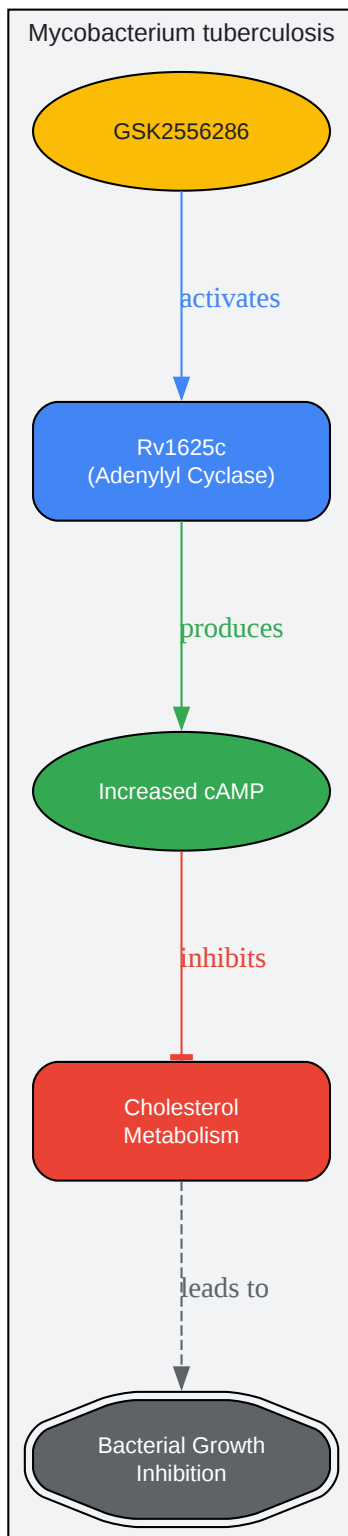 Mycobacterium tuberculosis
GSK2556286
activates
Rv1625c
(Adenylyl Cyclase)
produces
Increased cAMP
inhibits
Cholesterol
Metabolism
leads to
Bacterial Growth
Inhibition